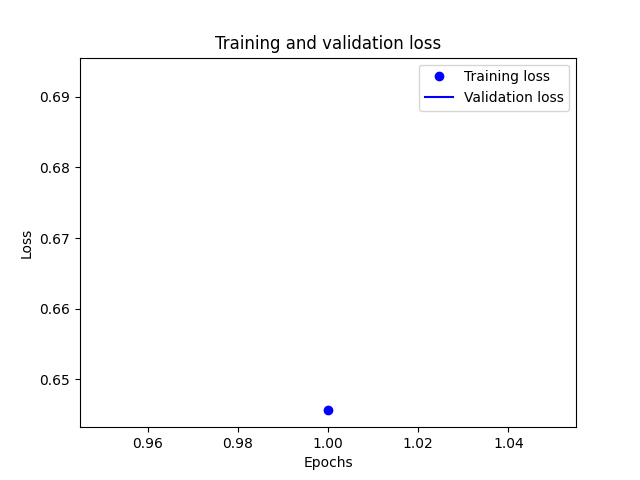 Training and validation loss
Training loss
Validation loss
0.69
0.68
0.67
0.66
0.65
Loss
0.96
0.98
1.00
1.02
1.04
Epochs